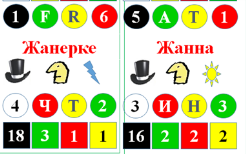 1 F R 6 5 A T 1
Жанерке Жанна
4 Ч Т 2 3 И Н 3
18 3 1 1 16 2 2 2